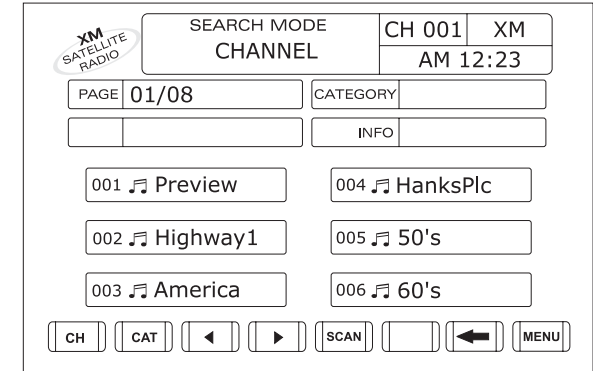 XM
SATELLITE
RADIO
SEARCH MODE
CHANNEL
CH 001 XM
AM 12:23
PAGE 01/08
CATEGORY
INFO
001 ♫ Preview
004 ♫ HanksPlc
002 ♫ Highway1
005 ♫ 50's
003 ♫ America
006 ♫ 60's
CH CAT ◀ ▶ SCAN ← MENU